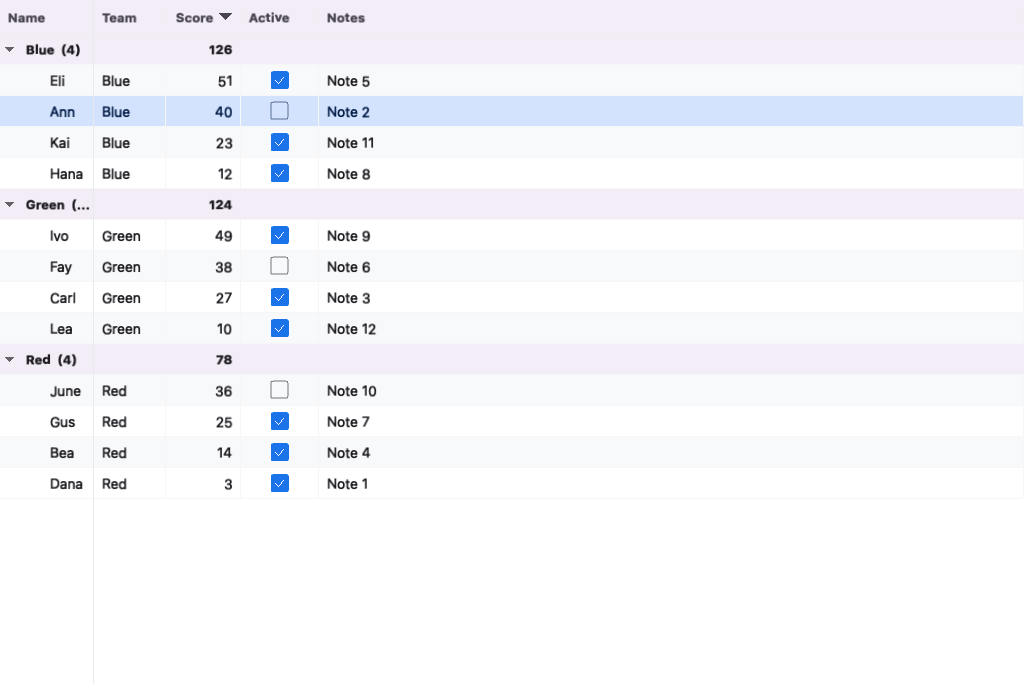 Name Team Score Active Notes
Blue (4) 126
Eli Blue 51 Note 5
Ann Blue 40 Note 2
Kai Blue 23 Note 11
Hana Blue 12 Note 8
Green (... 124
Ivo Green 49 Note 9
Fay Green 38 Note 6
Carl Green 27 Note 3
Lea Green 10 Note 12
Red (4) 78
June Red 36 Note 10
Gus Red 25 Note 7
Bea Red 14 Note 4
Dana Red 3 Note 1